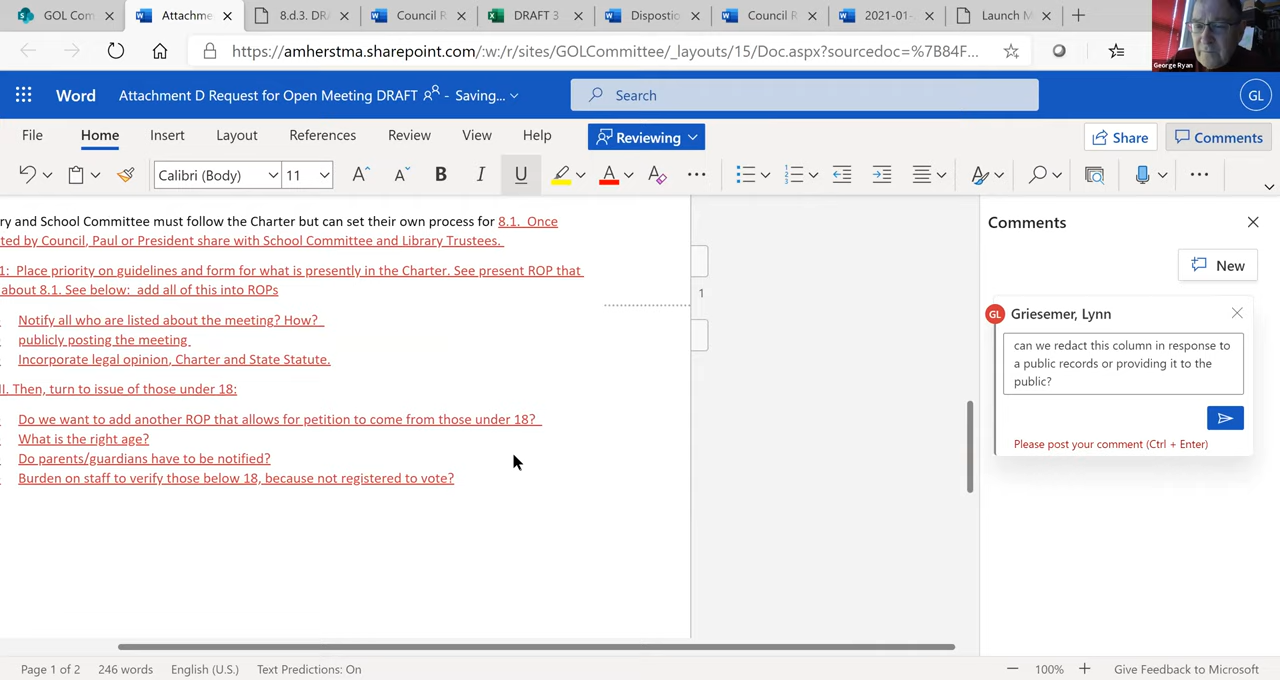 GOL Com
Attachme
8.d.3. DRA
Council R
DRAFT 3
Dispostio
Council R
2021-01-
Launch M
https://amherstma.sharepoint.com/:w:/r/sites/GOLCommittee/_layouts/15/Doc.aspx?sourcedoc=%7B84F...
George Ryan
Word
Attachment D Request for Open Meeting DRAFT - Saving...
Search
GL
File Home Insert Layout References Review View Help Reviewing Share Comments
Calibri (Body) 11 A A B I U A A ...
ry and School Committee must follow the Charter but can set their own process for 8.1. Once
ted by Council, Paul or President share with School Committee and Library Trustees.
1: Place priority on guidelines and form for what is presently in the Charter. See present ROP that
about 8.1. See below: add all of this into ROPs
Notify all who are listed about the meeting? How?
publicly posting the meeting
Incorporate legal opinion, Charter and State Statute.
II. Then, turn to issue of those under 18:
Do we want to add another ROP that allows for petition to come from those under 18?
What is the right age?
Do parents/guardians have to be notified?
Burden on staff to verify those below 18, because not registered to vote?
1
Comments
New
GL Griesemer, Lynn
can we redact this column in response to
a public records or providing it to the
public?
Please post your comment (Ctrl + Enter)
Page 1 of 2 246 words English (U.S.) Text Predictions: On 100% Give Feedback to Microsoft